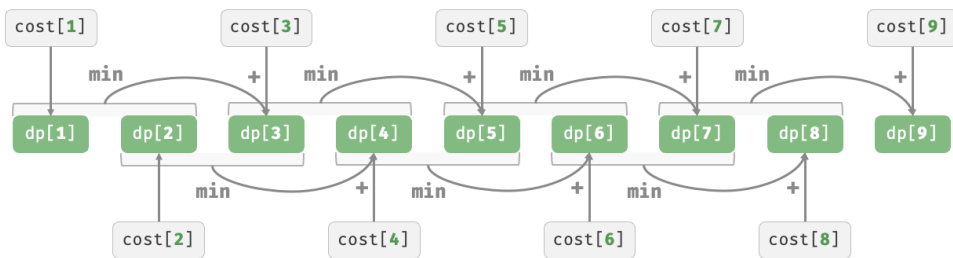 cost[1] cost[3] cost[5] cost[7] cost[9]
min + min + min + min +
dp[1] dp[2] dp[3] dp[4] dp[5] dp[6] dp[7] dp[8] dp[9]
min + min + min +
cost[2] cost[4] cost[6] cost[8]